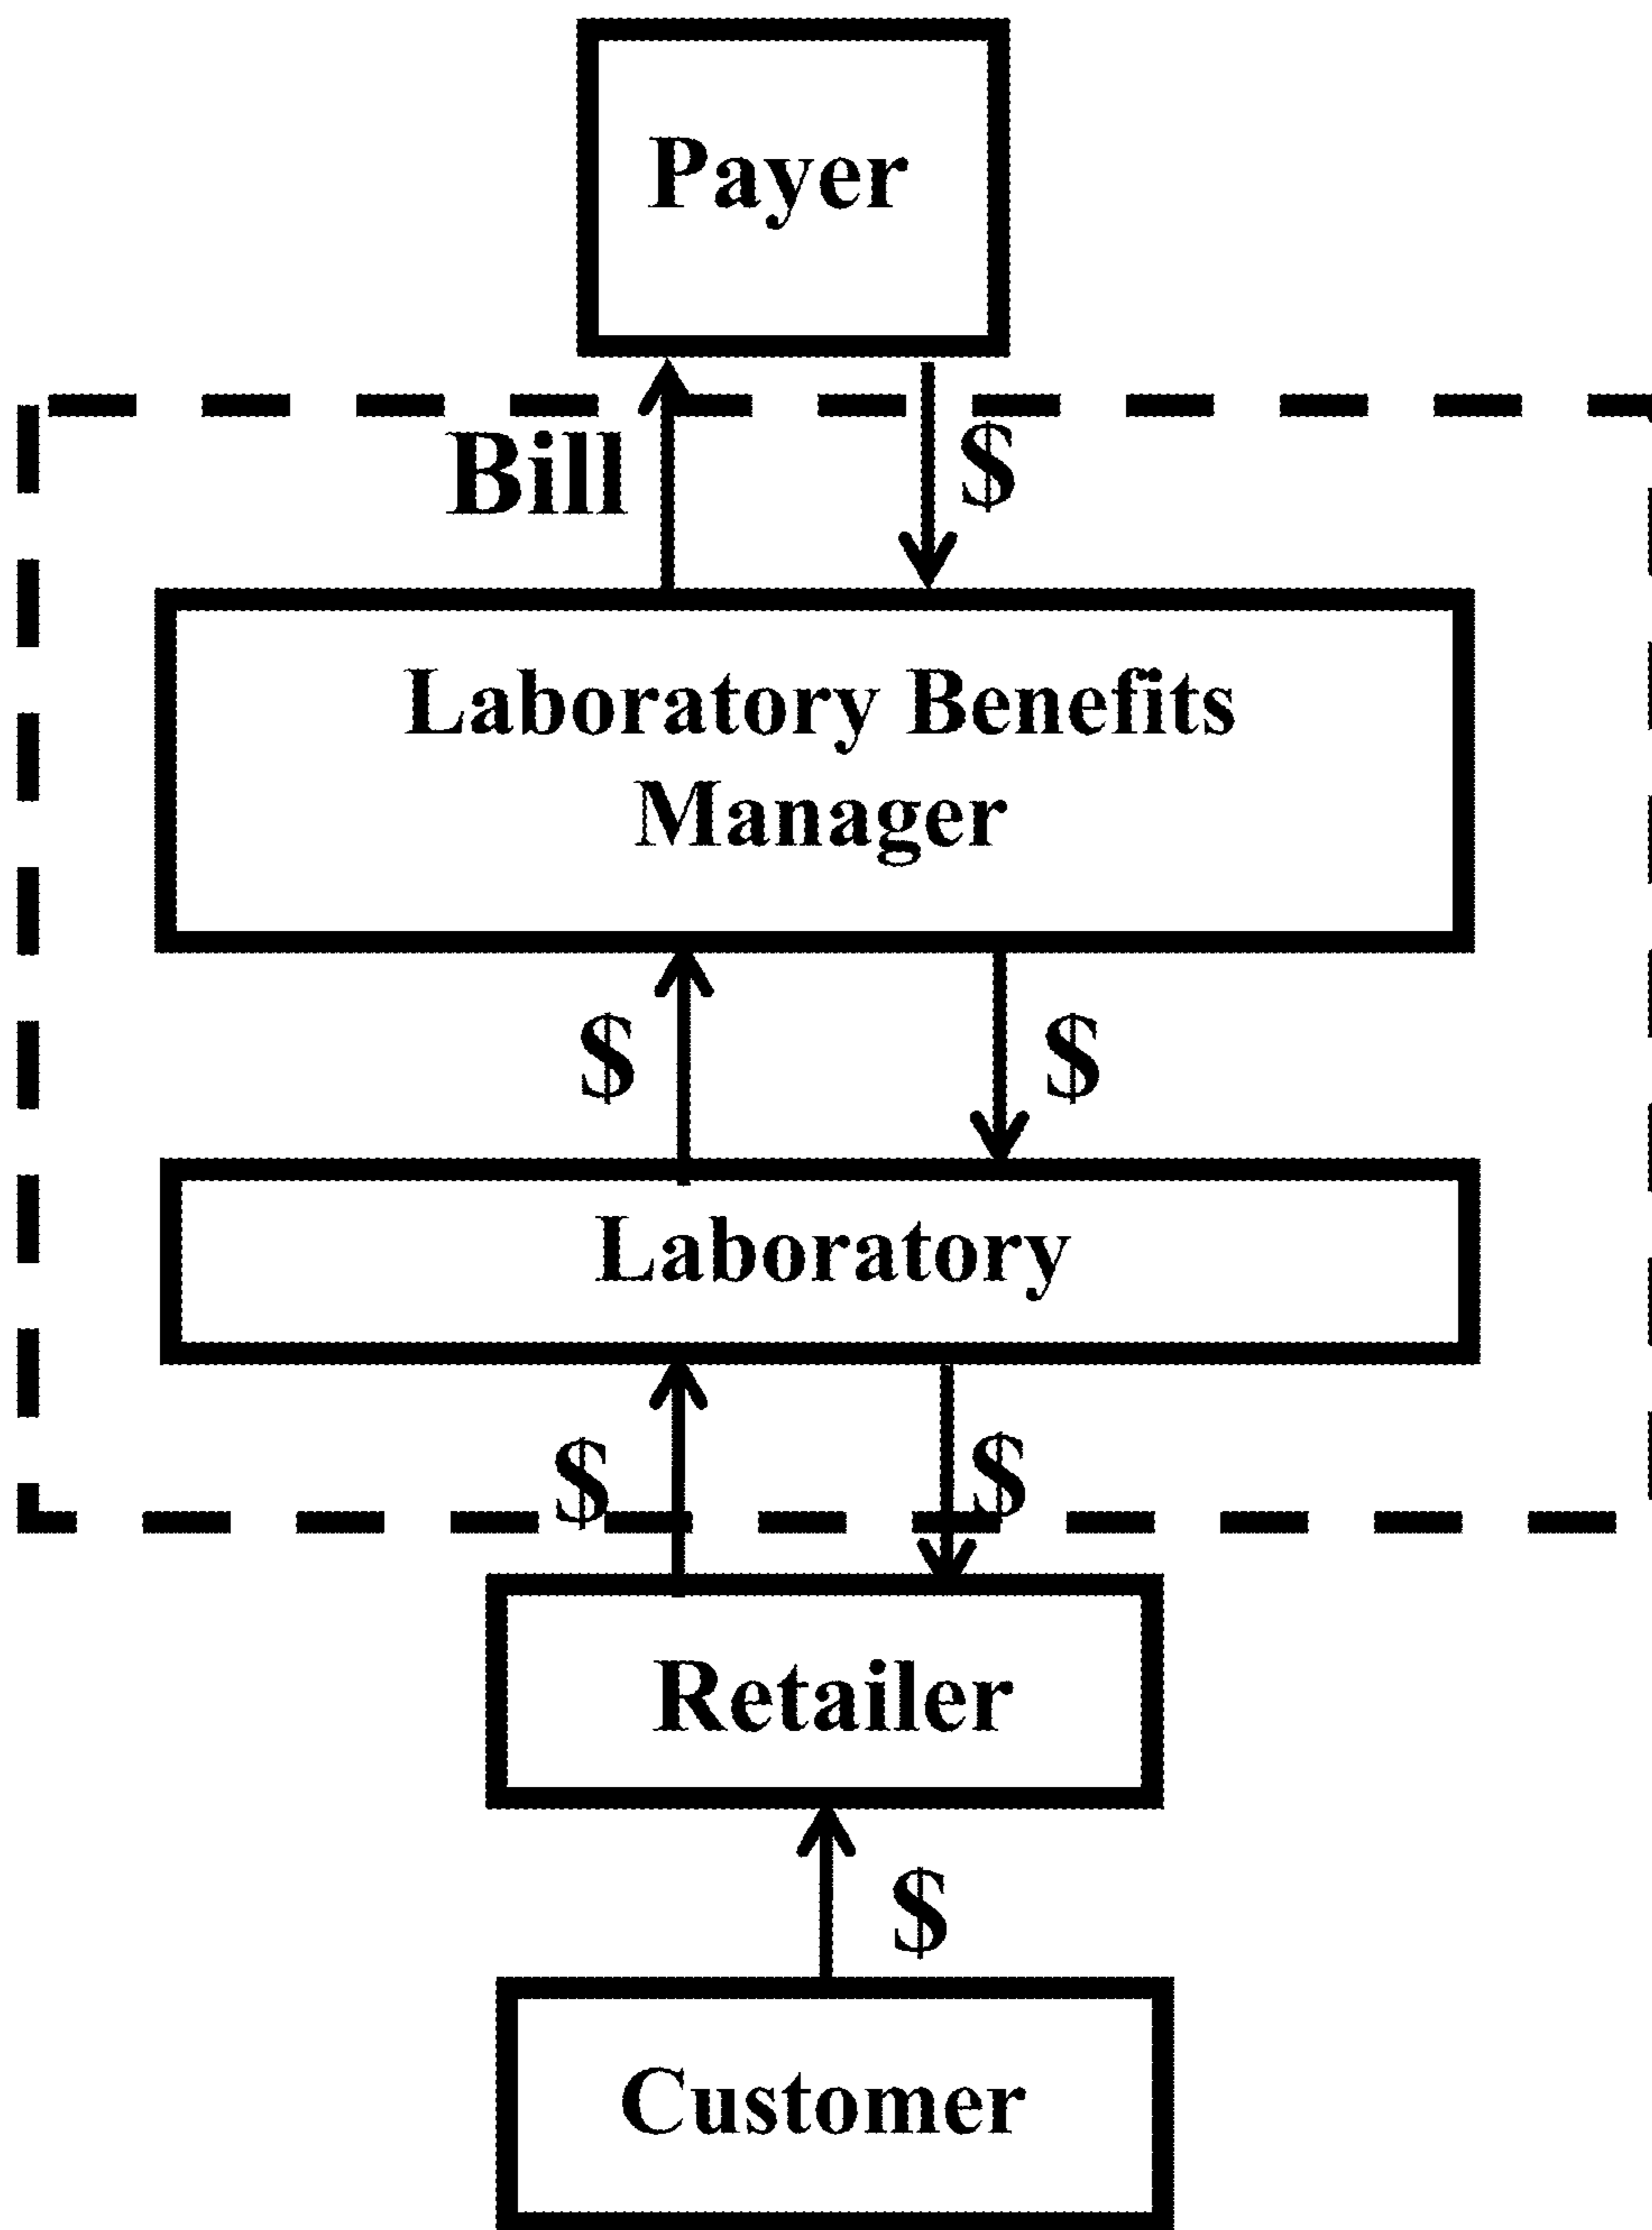 Payer
Bill
$
Laboratory Benefits
Manager
$
$
Laboratory
$
$
Retailer
$
Customer